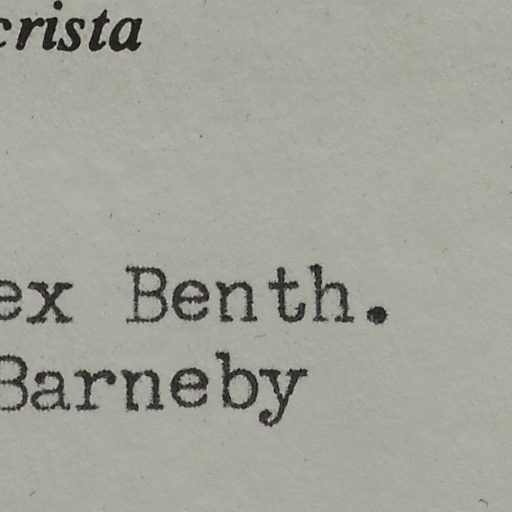 crista
ex Benth.
Barneby